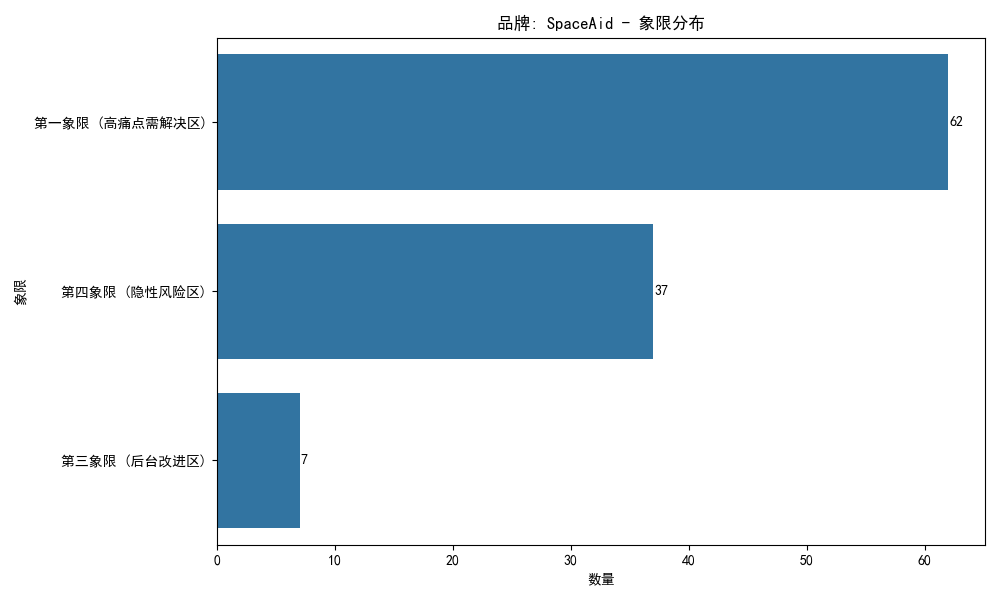 品牌: SpaceAid - 象限分布
第一象限 (高痛点需解决区)
62
第四象限 (隐性风险区)
37
第三象限 (后台改进区)
7
象限
0 10 20 30 40 50 60
数量